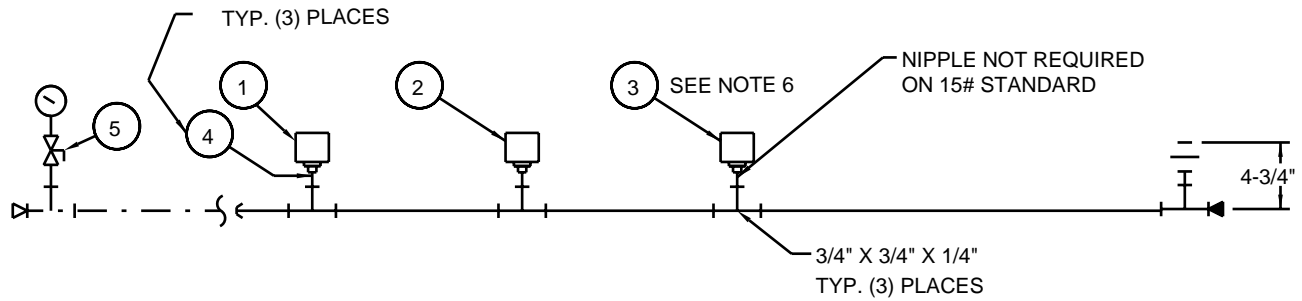 TYP. (3) PLACES
NIPPLE NOT REQUIRED
ON 15# STANDARD
1
2
3
SEE NOTE 6
5
4
4-3/4"
3/4" X 3/4" X 1/4"
TYP. (3) PLACES